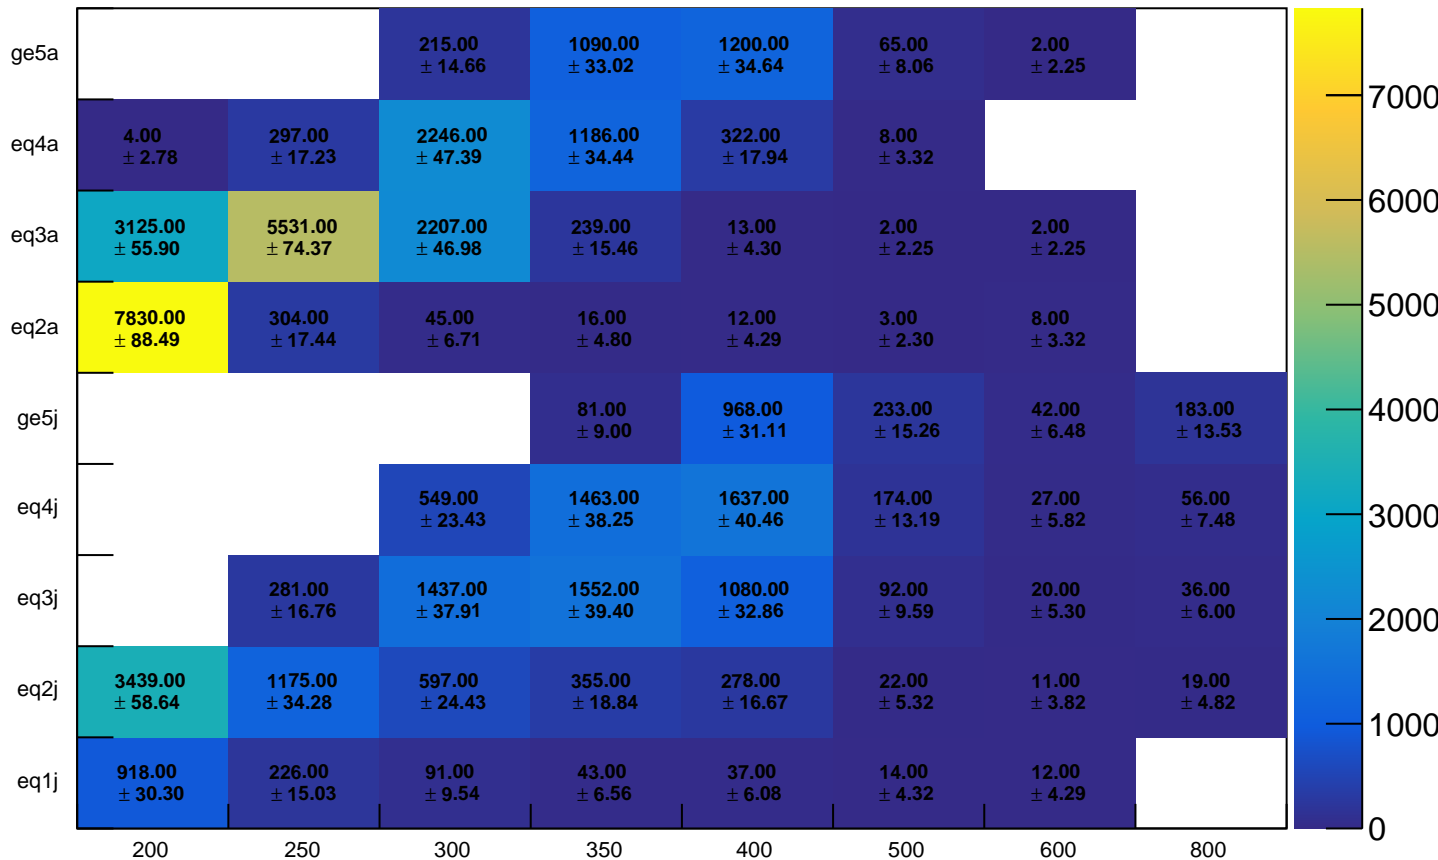 ge5a
215.00 1090.00 1200.00 65.00 2.00
± 14.66 ± 33.02 ± 34.64 ± 8.06 ± 2.25
eq4a
4.00 297.00 2246.00 1186.00 322.00 8.00
± 2.78 ± 17.23 ± 47.39 ± 34.44 ± 17.94 ± 3.32
eq3a
3125.00 5531.00 2207.00 239.00 13.00 2.00 2.00
± 55.90 ± 74.37 ± 46.98 ± 15.46 ± 4.30 ± 2.25 ± 2.25
eq2a
7830.00 304.00 45.00 16.00 12.00 3.00 8.00
± 88.49 ± 17.44 ± 6.71 ± 4.80 ± 4.29 ± 2.30 ± 3.32
ge5j
81.00 968.00 233.00 42.00 183.00
± 9.00 ± 31.11 ± 15.26 ± 6.48 ± 13.53
eq4j
549.00 1463.00 1637.00 174.00 27.00 56.00
± 23.43 ± 38.25 ± 40.46 ± 13.19 ± 5.82 ± 7.48
eq3j
281.00 1437.00 1552.00 1080.00 92.00 20.00 36.00
± 16.76 ± 37.91 ± 39.40 ± 32.86 ± 9.59 ± 5.30 ± 6.00
eq2j
3439.00 1175.00 597.00 355.00 278.00 22.00 11.00 19.00
± 58.64 ± 34.28 ± 24.43 ± 18.84 ± 16.67 ± 5.32 ± 3.82 ± 4.82
eq1j
918.00 226.00 91.00 43.00 37.00 14.00 12.00
± 30.30 ± 15.03 ± 9.54 ± 6.56 ± 6.08 ± 4.32 ± 4.29
200 250 300 350 400 500 600 800
7000
6000
5000
4000
3000
2000
1000
0